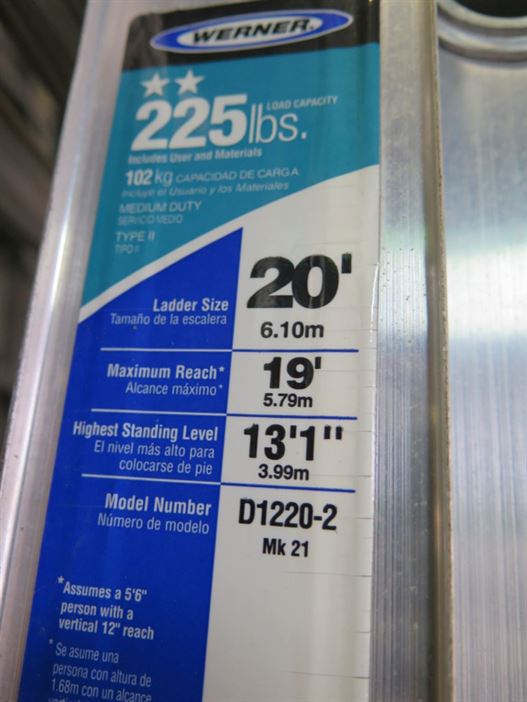 WERNER
225 lbs. LOAD CAPACITY
Includes User and Materials
102 kg CAPACIDAD DE CARGA
Incluye el Usuario y los Materiales
MEDIUM DUTY
SERVICIO MEDIO
TYPE II
TIPO II
Ladder Size 20'
Tamaño de la escalera 6.10m
Maximum Reach* 19'
Alcance máximo* 5.79m
Highest Standing Level 13'1"
El nivel más alto para
colocarse de pie 3.99m
Model Number D1220-2
Número de modelo Mk 21
*Assumes a 5'6"
person with a
vertical 12" reach
*Se asume una
persona con altura de
1.68m con un alcance